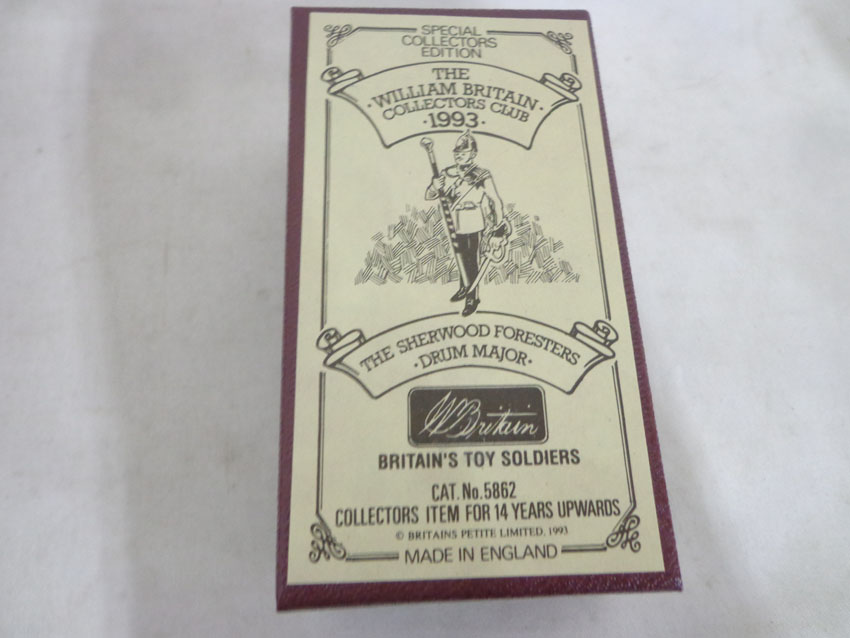 SPECIAL
COLLECTORS
EDITION
THE
·WILLIAM BRITAIN·
COLLECTORS CLUB
·1993·
THE SHERWOOD FORESTERS
·DRUM MAJOR·
WBritain
BRITAIN'S TOY SOLDIERS
CAT. No. 5862
COLLECTORS ITEM FOR 14 YEARS UPWARDS
© BRITAINS PETITE LIMITED, 1993
MADE IN ENGLAND